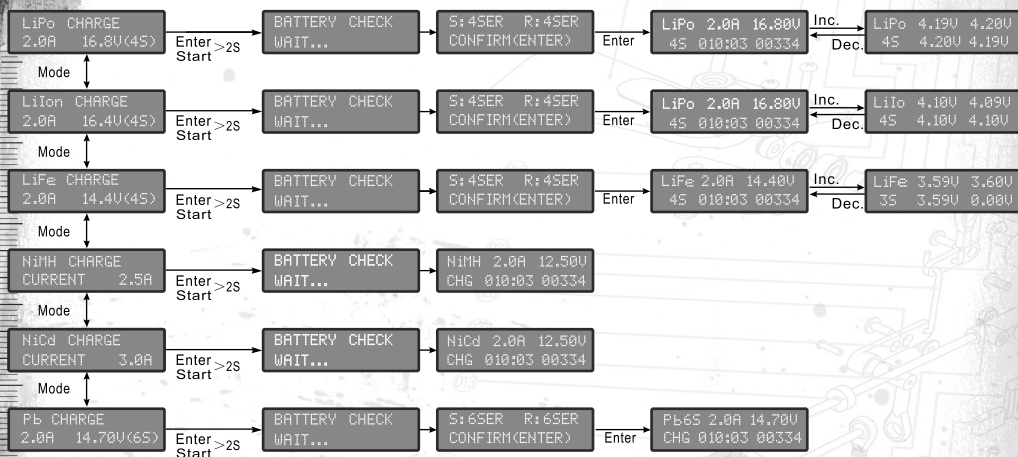 LiPo CHARGE
2.0A 16.8V(4S)
Enter
Start >2S
BATTERY CHECK
WAIT...
S:4SER R:4SER
CONFIRM(ENTER)
Enter
LiPo 2.0A 16.80V
4S 010:03 00334
Inc.
Dec.
LiPo 4.19V 4.20V
4S 4.20V 4.19V
Mode
LiIon CHARGE
2.0A 16.4V(4S)
Enter
Start >2S
BATTERY CHECK
WAIT...
S:4SER R:4SER
CONFIRM(ENTER)
Enter
LiPo 2.0A 16.80V
4S 010:03 00334
Inc.
Dec.
LiIo 4.10V 4.09V
4S 4.10V 4.10V
Mode
LiFe CHARGE
2.0A 14.4V(4S)
Enter
Start >2S
BATTERY CHECK
WAIT...
S:4SER R:4SER
CONFIRM(ENTER)
Enter
LiFe 2.0A 14.40V
4S 010:03 00334
Inc.
Dec.
LiFe 3.59V 3.60V
3S 3.59V 0.00V
Mode
NiMH CHARGE
CURRENT 2.5A
Enter
Start >2S
BATTERY CHECK
WAIT...
NiMH 2.0A 12.50V
CHG 010:03 00334
Mode
NiCd CHARGE
CURRENT 3.0A
Enter
Start >2S
BATTERY CHECK
WAIT...
NiCd 2.0A 12.50V
CHG 010:03 00334
Mode
Pb CHARGE
2.0A 14.70V(6S)
Enter
Start >2S
BATTERY CHECK
WAIT...
S:6SER R:6SER
CONFIRM(ENTER)
Enter
Pb6S 2.0A 14.70V
CHG 010:03 00334